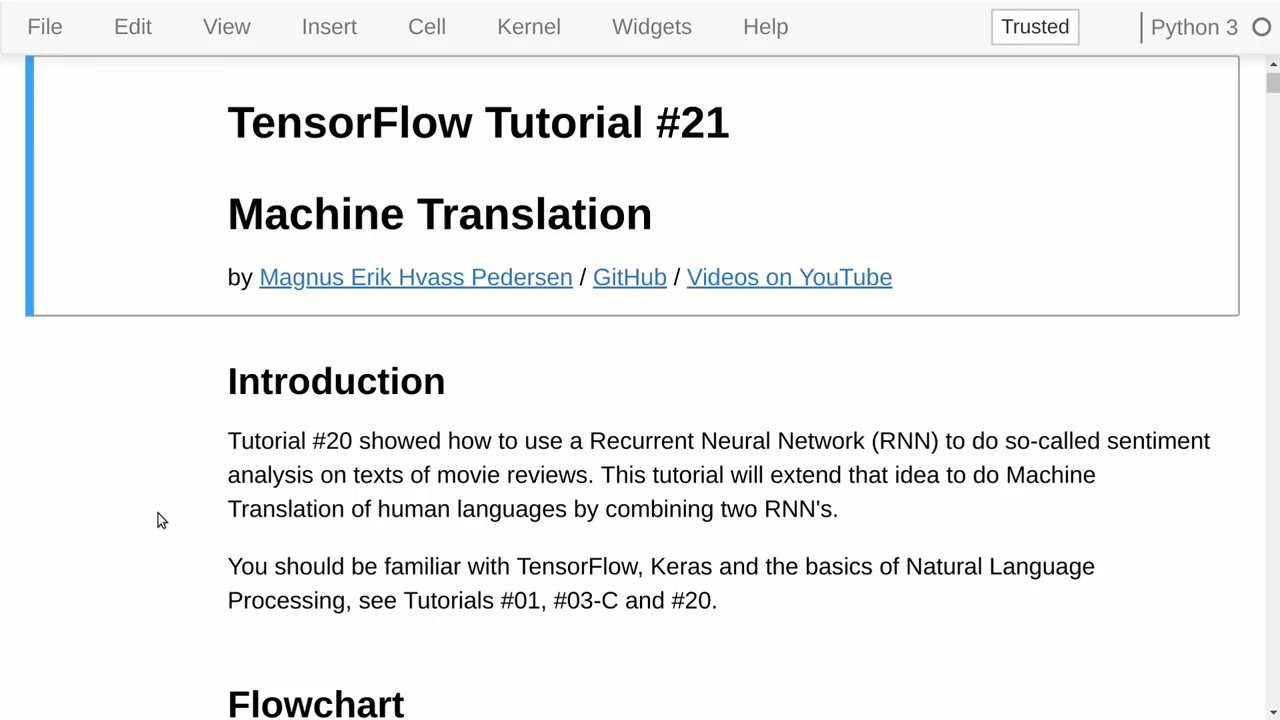 File Edit View Insert Cell Kernel Widgets Help Trusted Python 3
TensorFlow Tutorial #21
Machine Translation
by Magnus Erik Hvass Pedersen / GitHub / Videos on YouTube
Introduction
Tutorial #20 showed how to use a Recurrent Neural Network (RNN) to do so-called sentiment
analysis on texts of movie reviews. This tutorial will extend that idea to do Machine
Translation of human languages by combining two RNN's.
You should be familiar with TensorFlow, Keras and the basics of Natural Language
Processing, see Tutorials #01, #03-C and #20.
Flowchart